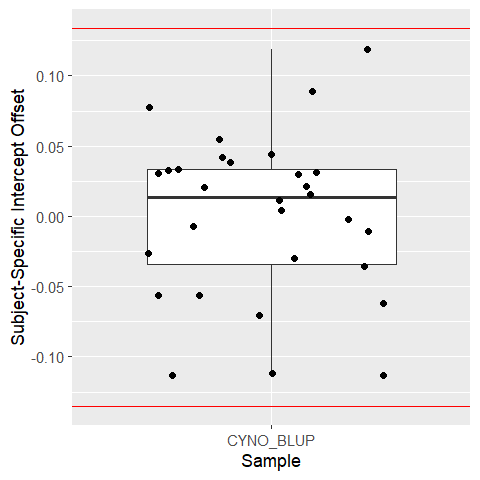 Subject-Specific Intercept Offset
0.10
0.05
0.00
-0.05
-0.10
CYNO_BLUP
Sample